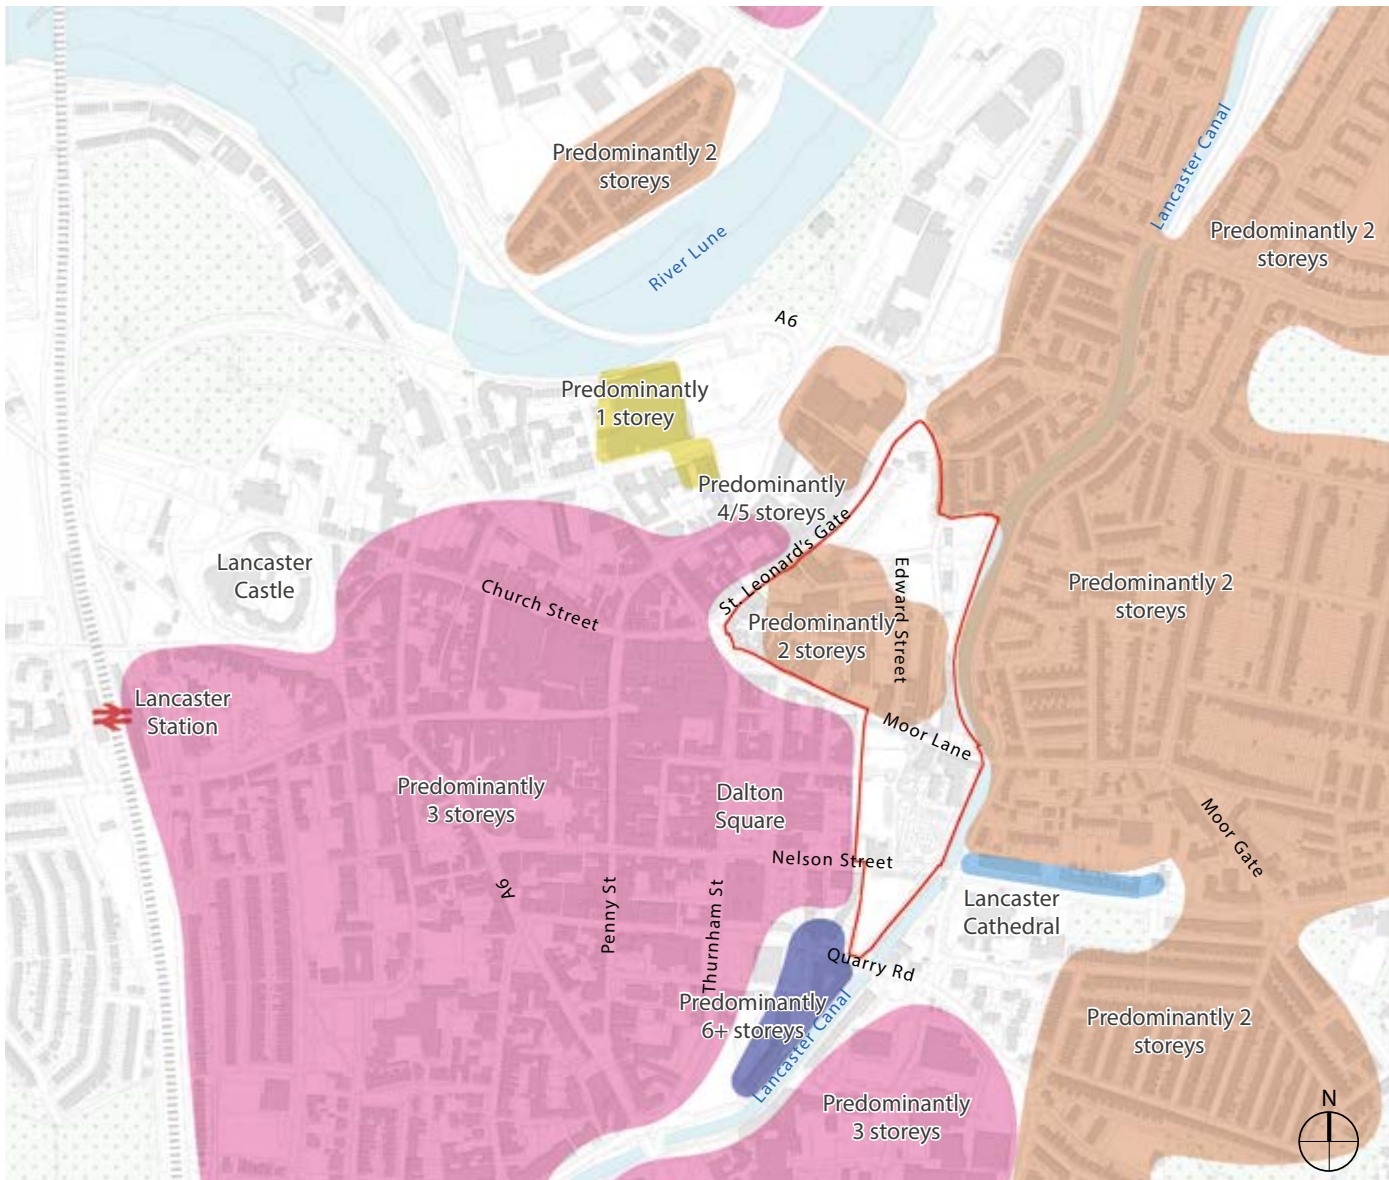 Predominantly 2
storeys
Lancaster Canal
Predominantly 2
storeys
River Lune
A6
Predominantly
1 storey
Predominantly
4/5 storeys
St. Leonard's Gate
Lancaster
Castle
Church Street
Edward Street
Predominantly 2
storeys
Predominantly
2 storeys
Lancaster
Station
Moor Lane
Predominantly
3 storeys
Dalton
Square
Moor Gate
Nelson Street
A6
Penny St
Thurnham St
Lancaster
Cathedral
Quarry Rd
Predominantly
6+ storeys
Lancaster Canal
Predominantly 2
storeys
Predominantly
3 storeys
N